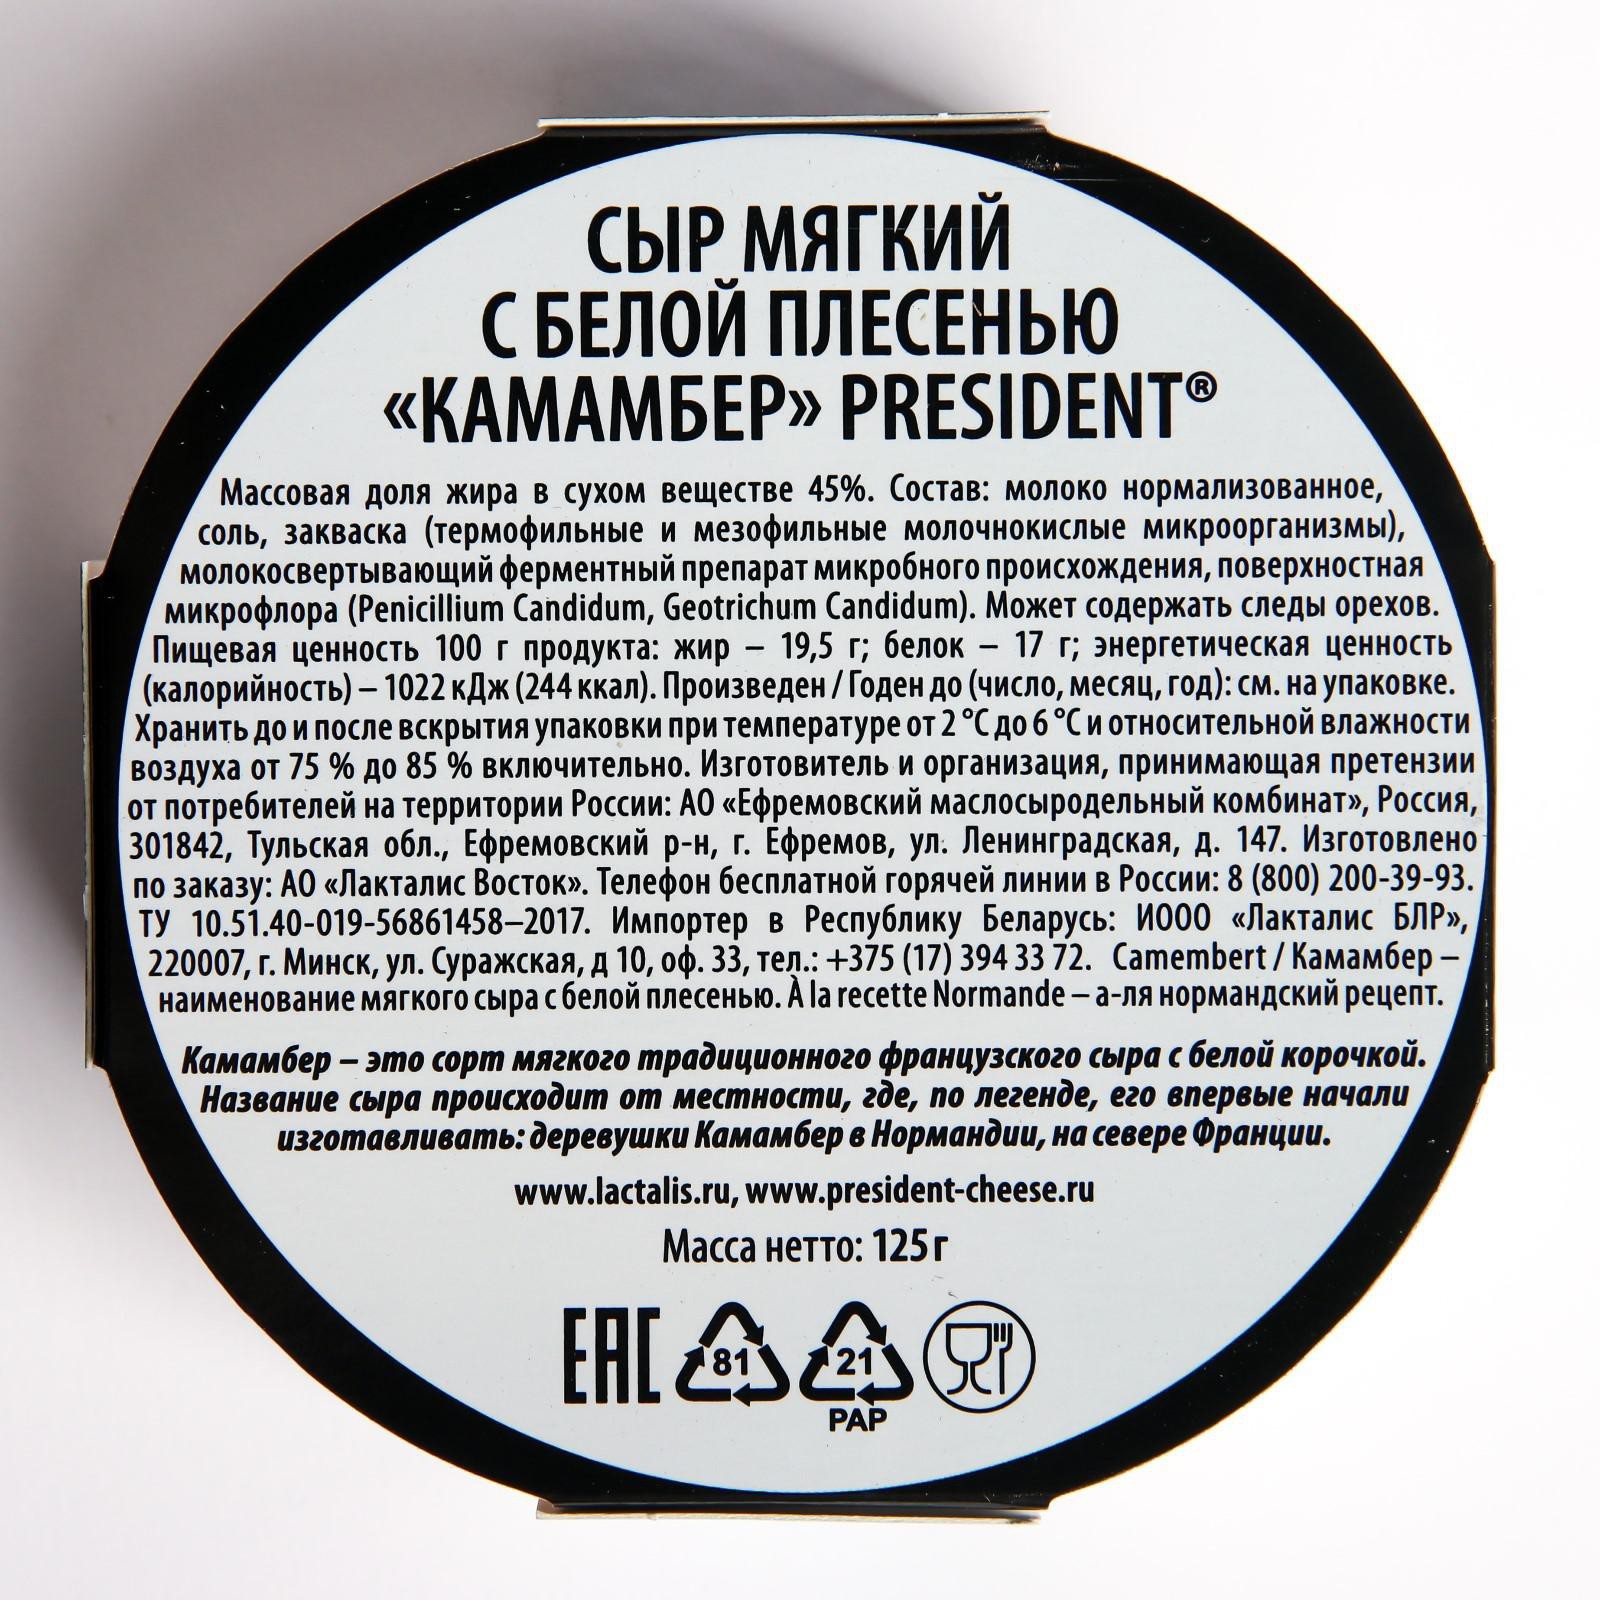 СЫР МЯГКИЙ
С БЕЛОЙ ПЛЕСЕНЬЮ
«КАМАМБЕР» PRESIDENT®
Массовая доля жира в сухом веществе 45%. Состав: молоко нормализованное,
соль, закваска (термофильные и мезофильные молочнокислые микроорганизмы),
молокосвертывающий ферментный препарат микробного происхождения, поверхностная
микрофлора (Penicillium Candidum, Geotrichum Candidum). Может содержать следы орехов.
Пищевая ценность 100 г продукта: жир – 19,5 г; белок – 17 г; энергетическая ценность
(калорийность) – 1022 кДж (244 ккал). Произведен / Годен до (число, месяц, год): см. на упаковке.
Хранить до и после вскрытия упаковки при температуре от 2 °С до 6 °С и относительной влажности
воздуха от 75 % до 85 % включительно. Изготовитель и организация, принимающая претензии
от потребителей на территории России: АО «Ефремовский маслосыродельный комбинат», Россия,
301842, Тульская обл., Ефремовский р-н, г. Ефремов, ул. Ленинградская, д. 147. Изготовлено
по заказу: АО «Лакталис Восток». Телефон бесплатной горячей линии в России: 8 (800) 200-39-93.
ТУ 10.51.40-019-56861458–2017. Импортер в Республику Беларусь: ИООО «Лакталис БЛР»,
220007, г. Минск, ул. Суражская, д 10, оф. 33, тел.: +375 (17) 394 33 72. Camembert / Камамбер –
наименование мягкого сыра с белой плесенью. À la recette Normande – а-ля нормандский рецепт.
Камамбер – это сорт мягкого традиционного французского сыра с белой корочкой.
Название сыра происходит от местности, где, по легенде, его впервые начали
изготавливать: деревушки Камамбер в Нормандии, на севере Франции.
www.lactalis.ru, www.president-cheese.ru
Масса нетто: 125 г
EAC 81 21
PAP